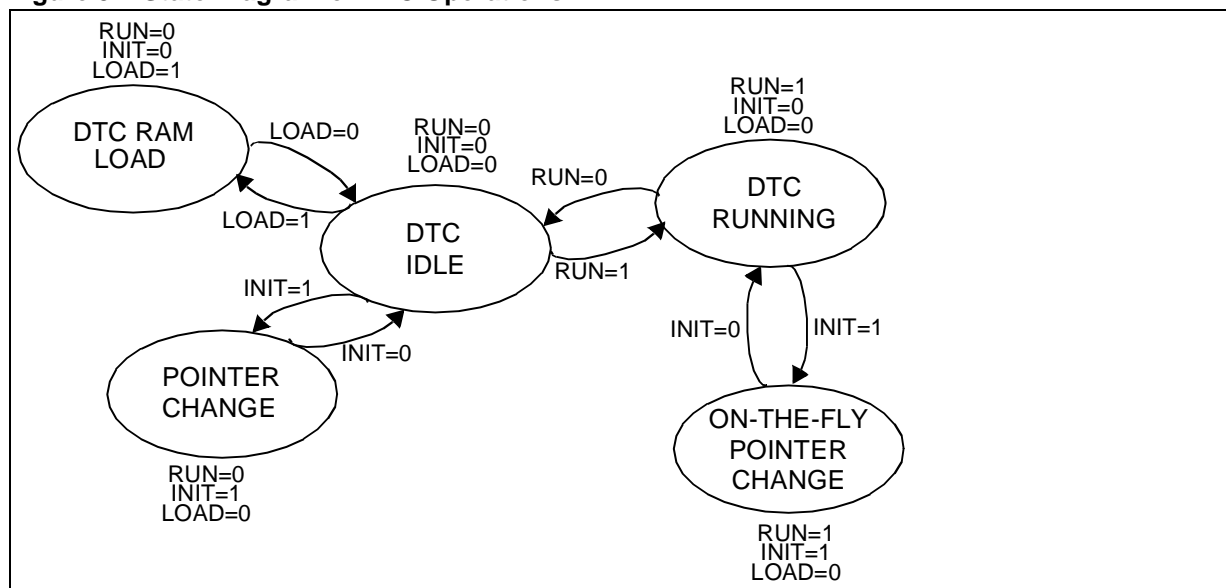 RUN=0
INIT=0
LOAD=1
DTC RAM
LOAD
LOAD=0
LOAD=1
RUN=0
INIT=0
LOAD=0
DTC
IDLE
RUN=0
RUN=1
RUN=1
INIT=0
LOAD=0
DTC
RUNNING
INIT=1
INIT=0
POINTER
CHANGE
RUN=0
INIT=1
LOAD=0
INIT=0
INIT=1
ON-THE-FLY
POINTER
CHANGE
RUN=1
INIT=1
LOAD=0